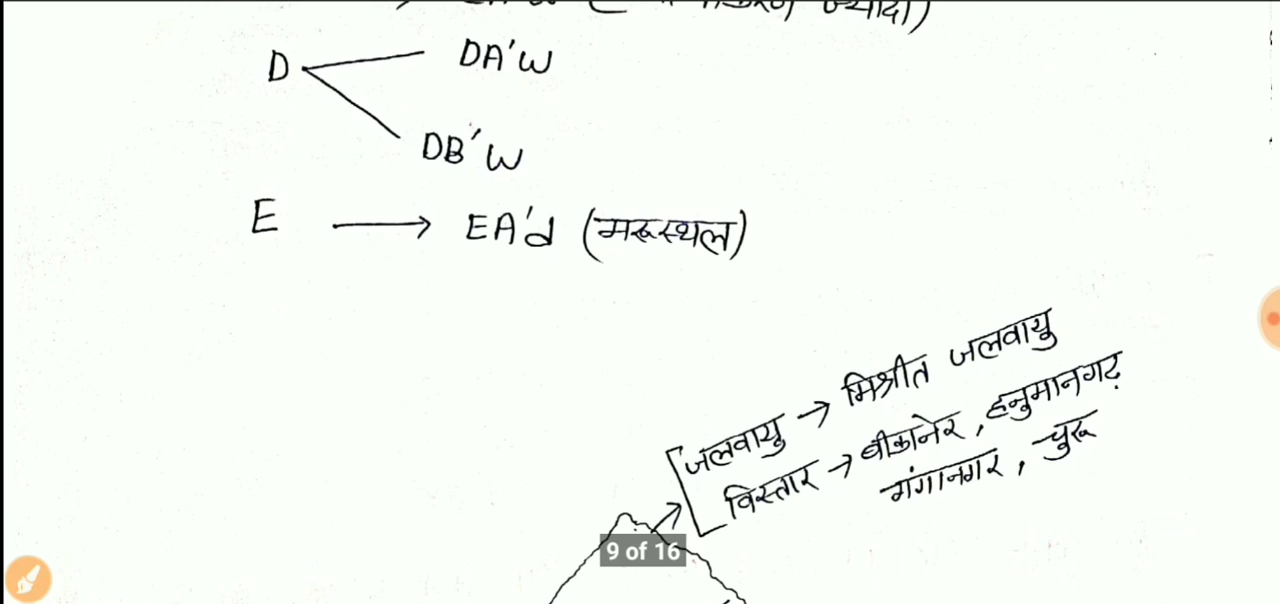 ज्यादा)
D DA'w
DB'w
E → EA'd (मरूस्थल)
जलवायु → मिश्रीत जलवायु
विस्तार → बीकानेर, हनुमानगढ़
गंगानगर, चुरू
9 of 16